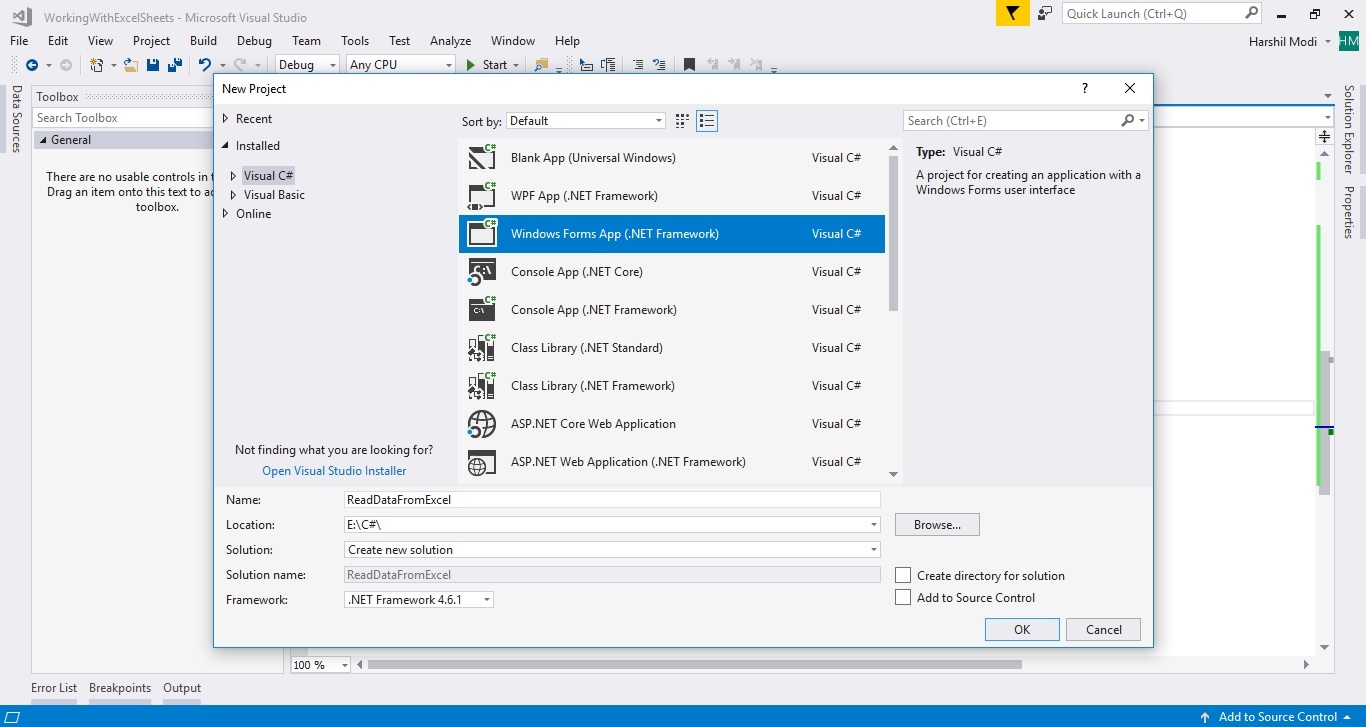 WorkingWithExcelSheets - Microsoft Visual Studio
Quick Launch (Ctrl+Q)
File Edit View Project Build Debug Team Tools Test Analyze Window Help
Harshil Modi HM
Debug Any CPU Start
Data Sources
Toolbox
Search Toolbox
General
There are no usable controls in t
Drag an item onto this text to ad
toolbox.
New Project
?
Recent
Installed
Visual C#
Visual Basic
Online
Not finding what you are looking for?
Open Visual Studio Installer
Sort by: Default
Search (Ctrl+E)
Blank App (Universal Windows) Visual C#
WPF App (.NET Framework) Visual C#
Windows Forms App (.NET Framework) Visual C#
Console App (.NET Core) Visual C#
Console App (.NET Framework) Visual C#
Class Library (.NET Standard) Visual C#
Class Library (.NET Framework) Visual C#
ASP.NET Core Web Application Visual C#
ASP.NET Web Application (.NET Framework) Visual C#
Type: Visual C#
A project for creating an application with a
Windows Forms user interface
Name: ReadDataFromExcel
Location: E:\C#\
Browse...
Solution: Create new solution
Solution name: ReadDataFromExcel
Create directory for solution
Framework: .NET Framework 4.6.1
Add to Source Control
OK Cancel
Solution Explorer
Properties
100 %
Error List Breakpoints Output
Add to Source Control